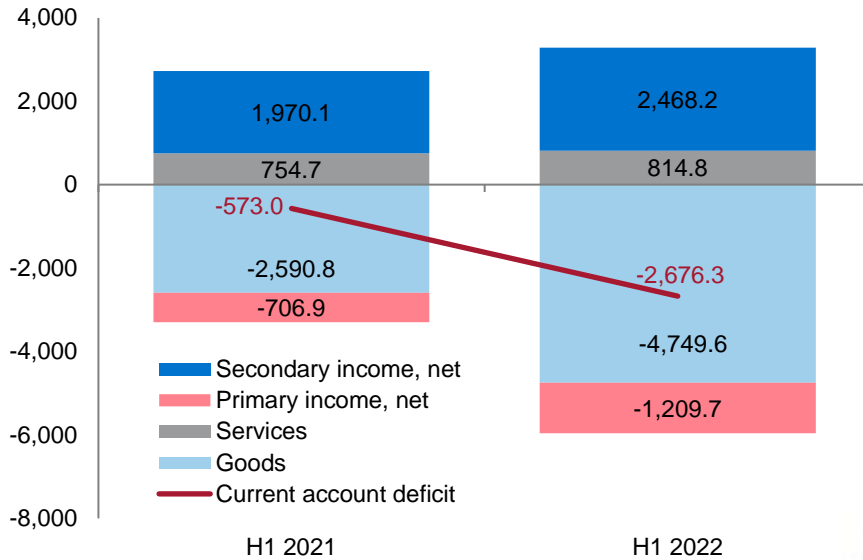 4,000
2,000
0
-2,000
-4,000
-6,000
-8,000
1,970.1
754.7
-573.0
-2,590.8
-706.9
2,468.2
814.8
-2,676.3
-4,749.6
-1,209.7
Secondary income, net
Primary income, net
Services
Goods
Current account deficit
H1 2021
H1 2022